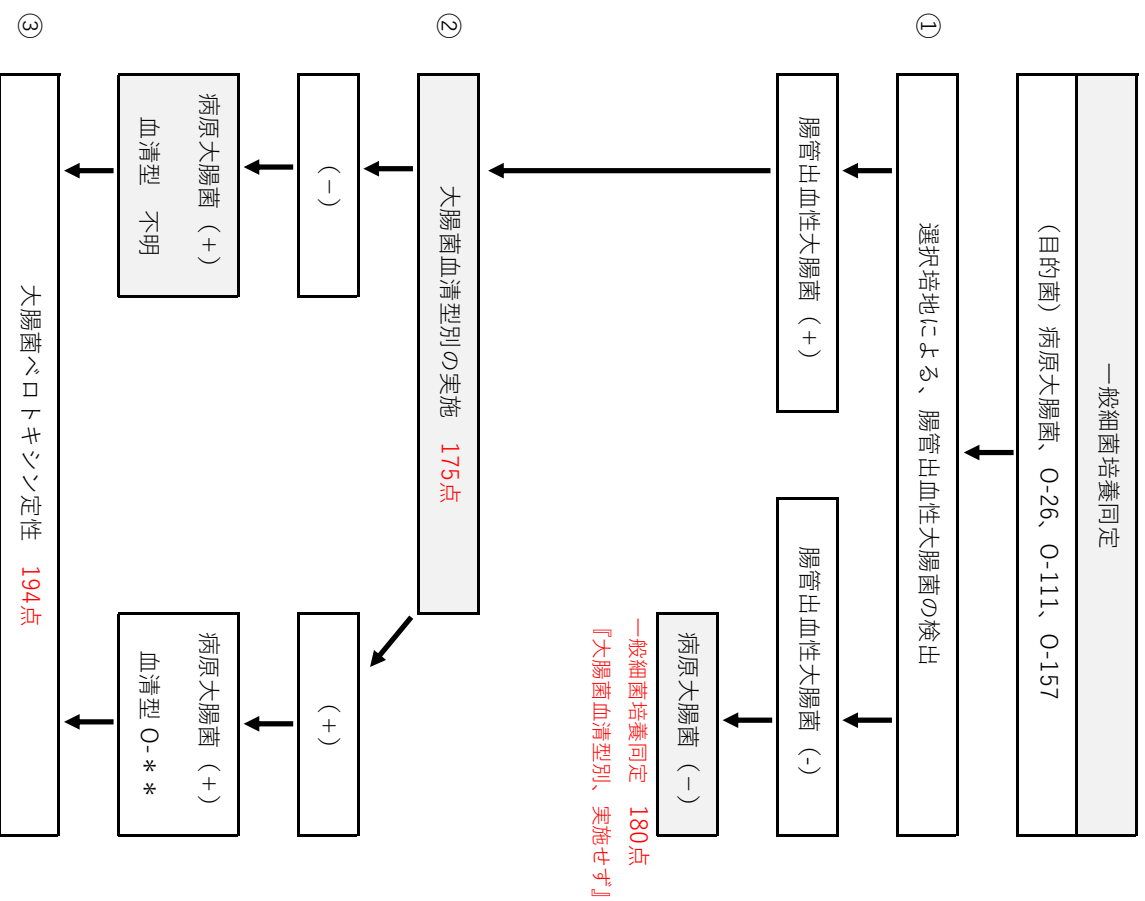 一般細菌培養同定
(目的菌) 病原大腸菌、O-26、O-111、O-157
①
選択培地による、腸管出血性大腸菌の検出
腸管出血性大腸菌（＋）
腸管出血性大腸菌（-）
病原大腸菌（－）
一般細菌培養同定　180点
『大腸菌血清型別、実施せず』
②
大腸菌血清型別の実施　175点
（－）
（＋）
病原大腸菌（＋）
血清型　不明
病原大腸菌（＋）
血清型 O-＊＊
③
大腸菌ベロトキシン定性　194点